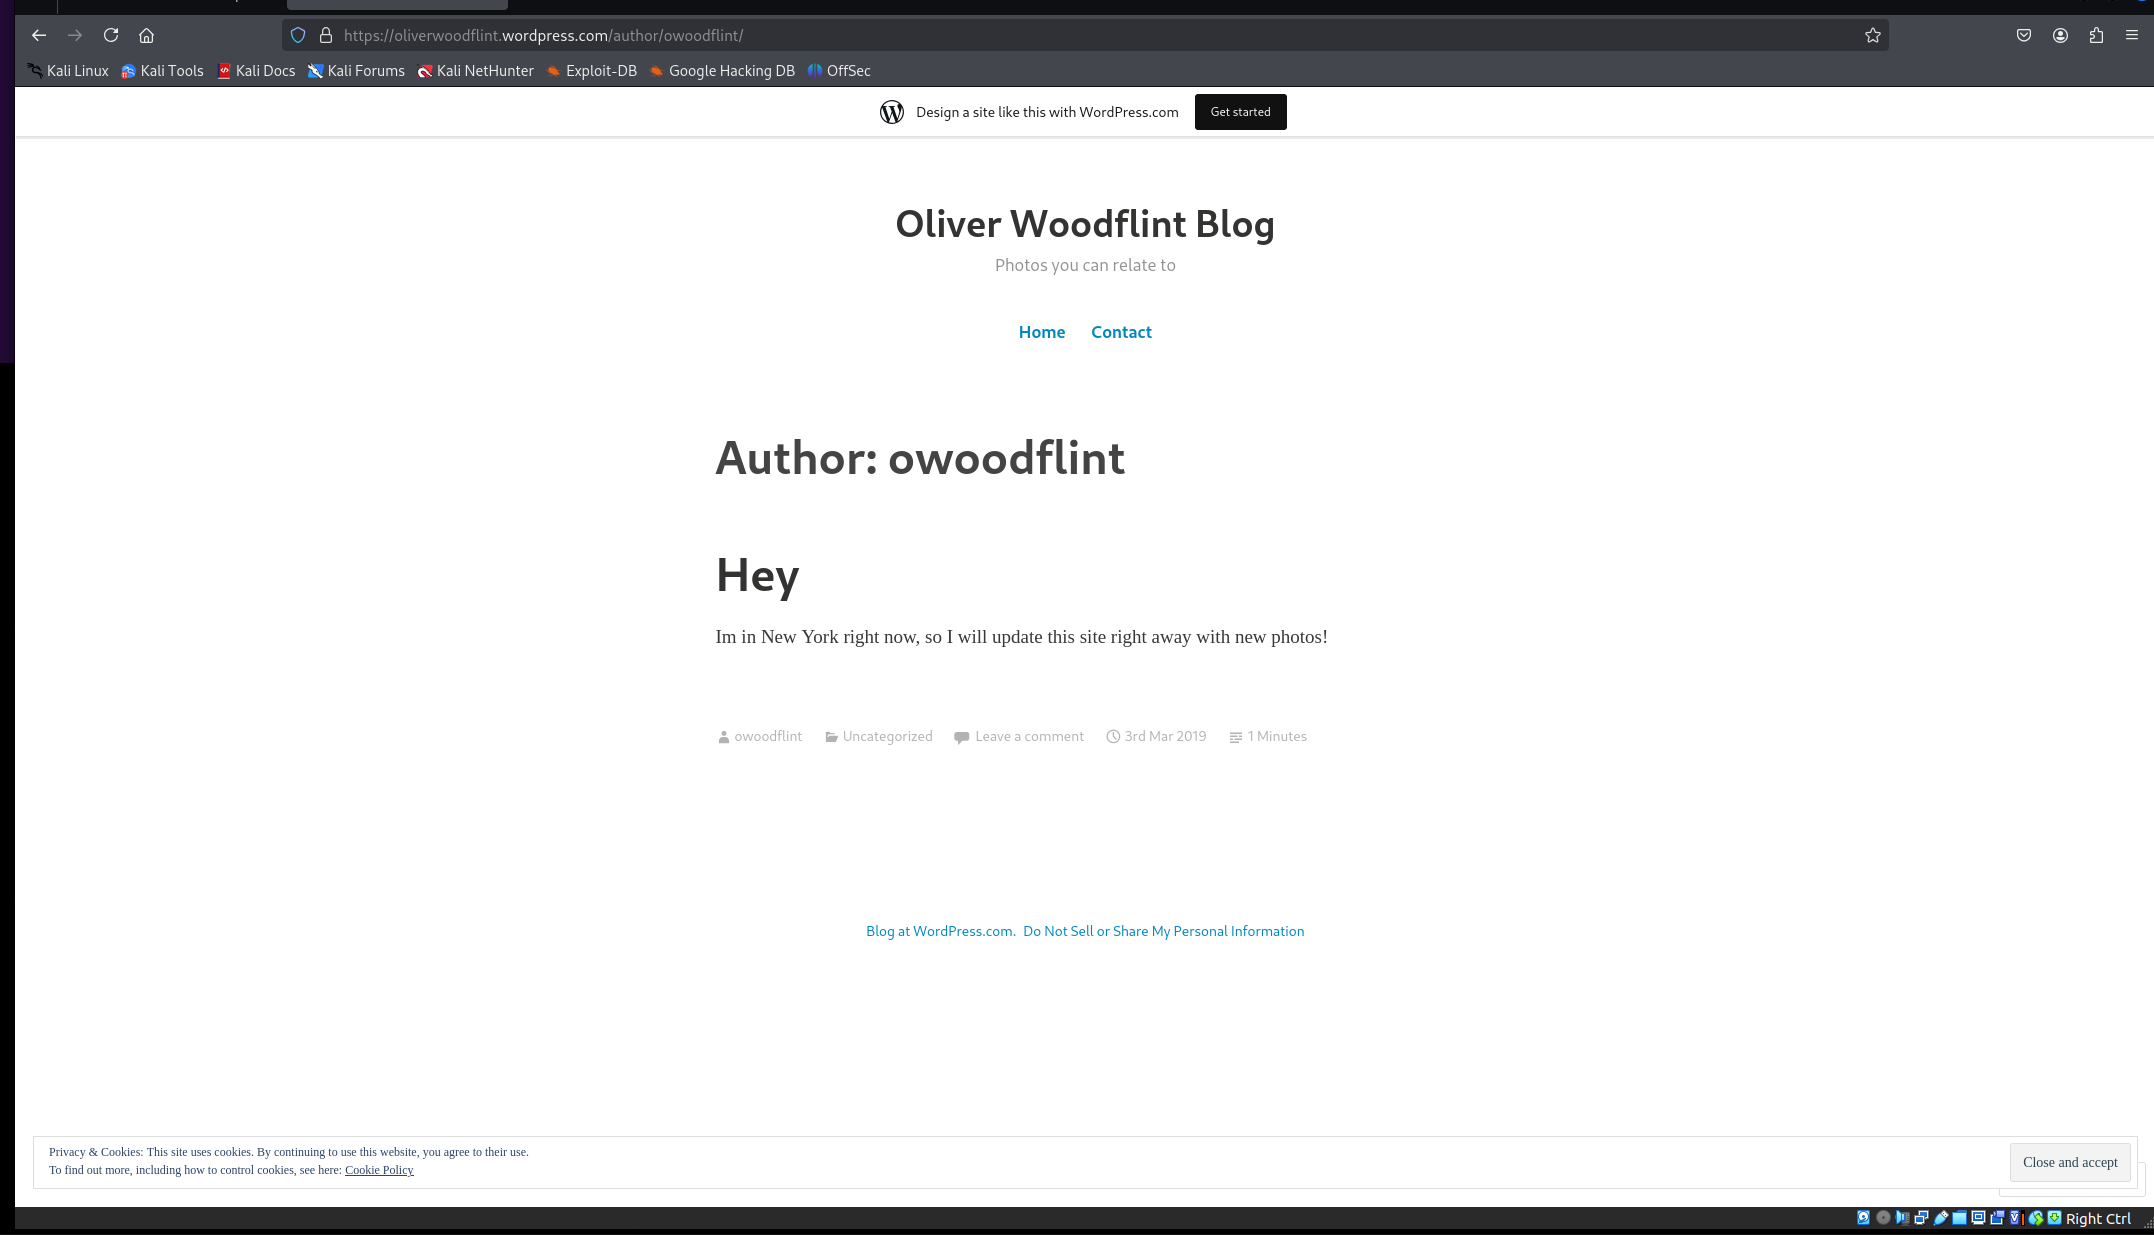 https://oliverwoodflint.wordpress.com/author/owoodflint/
Kali Linux Kali Tools Kali Docs Kali Forums Kali NetHunter Exploit-DB Google Hacking DB OffSec
Design a site like this with WordPress.com Get started
Oliver Woodflint Blog
Photos you can relate to
Home Contact
Author: owoodflint
Hey
Im in New York right now, so I will update this site right away with new photos!
owoodflint Uncategorized Leave a comment 3rd Mar 2019 1 Minutes
Blog at WordPress.com. Do Not Sell or Share My Personal Information
Privacy & Cookies: This site uses cookies. By continuing to use this website, you agree to their use.
To find out more, including how to control cookies, see here: Cookie Policy
Close and accept
Right Ctrl